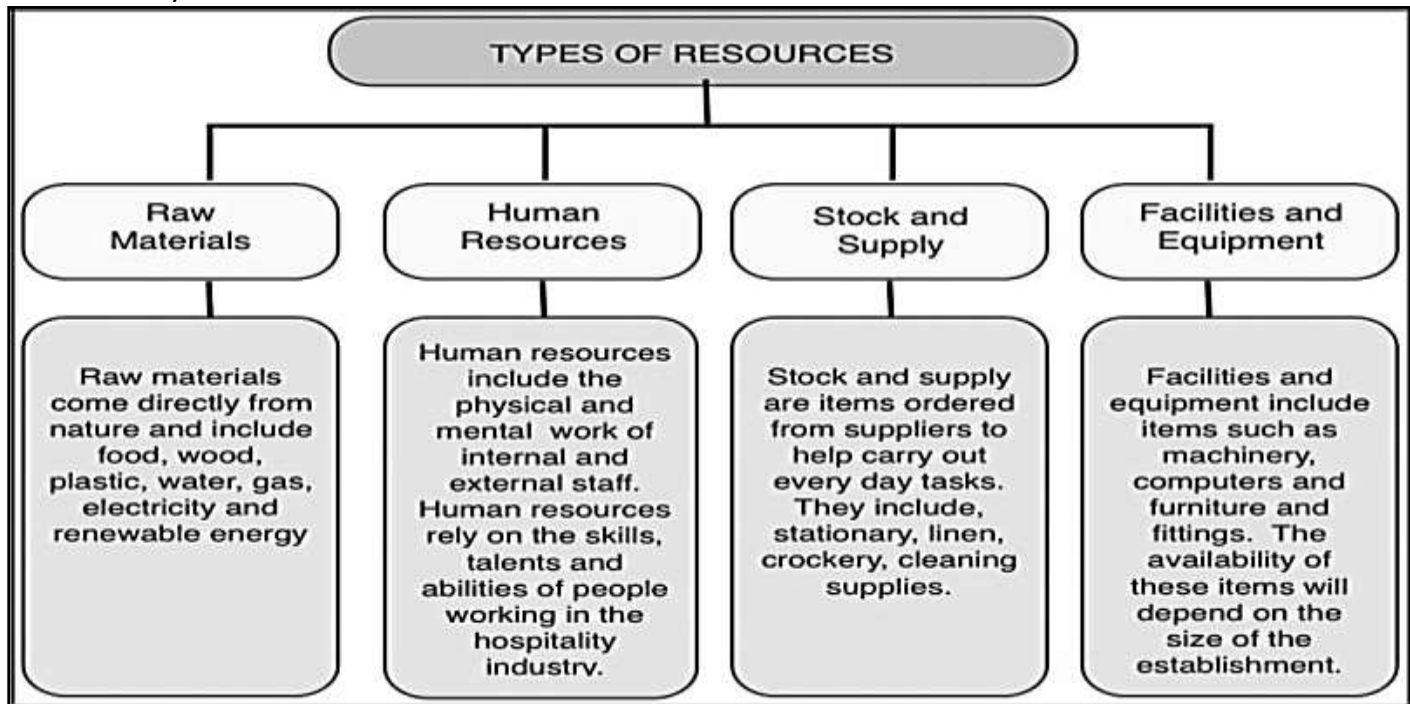 TYPES OF RESOURCES
Raw
Materials
Human
Resources
Stock and
Supply
Facilities and
Equipment
Raw materials
come directly from
nature and include
food, wood,
plastic, water, gas,
electricity and
renewable energy
Human resources
include the
physical and
mental work of
internal and
external staff.
Human resources
rely on the skills,
talents and
abilities of people
working in the
hospitality
industry.
Stock and supply
are items ordered
from suppliers to
help carry out
every day tasks.
They include,
stationary, linen,
crockery, cleaning
supplies.
Facilities and
equipment include
items such as
machinery,
computers and
furniture and
fittings. The
availability of
these items will
depend on the
size of the
establishment.